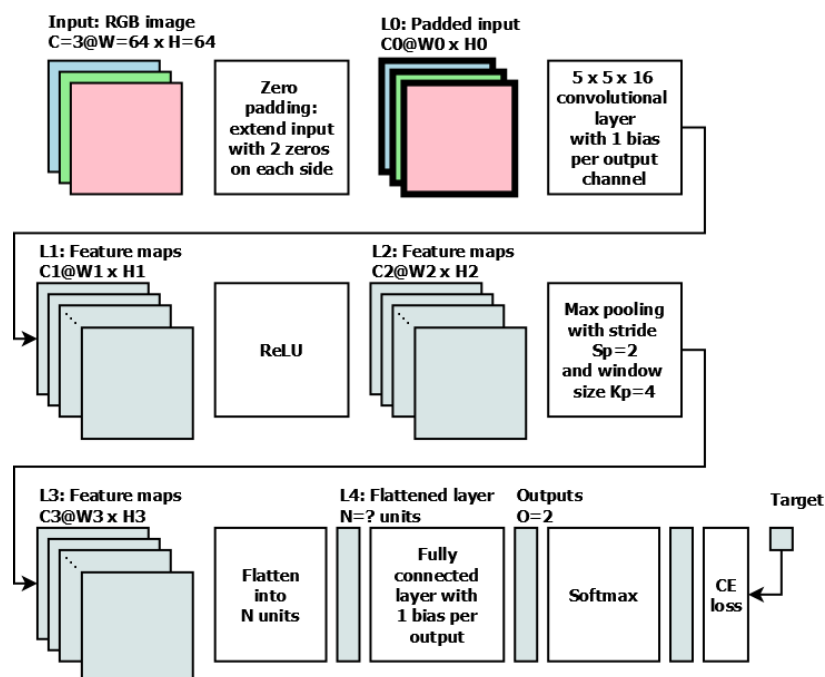 Input: RGB image
C=3@W=64 x H=64
Zero
padding:
extend input
with 2 zeros
on each side
L0: Padded input
C0@W0 x H0
5 x 5 x 16
convolutional
layer
with 1 bias
per output
channel
L1: Feature maps
C1@W1 x H1
ReLU
L2: Feature maps
C2@W2 x H2
Max pooling
with stride
Sp=2
and window
size Kp=4
L3: Feature maps
C3@W3 x H3
Flatten
into
N units
L4: Flattened layer
N=? units
Fully
connected
layer with
1 bias per
output
Outputs
O=2
Softmax
CE
loss
Target